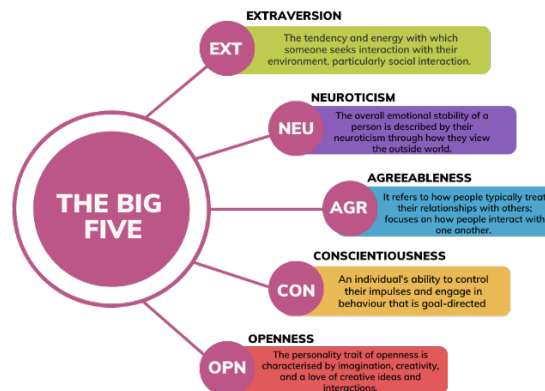 EXTRAVERSION
EXT
The tendency and energy with which
someone seeks interaction with their
environment, particularly social interaction.
NEUROTICISM
NEU
The overall emotional stability of a
person is described by their
neuroticism through how they view
the outside world.
THE BIG
FIVE
AGREEABLENESS
AGR
It refers to how people typically treat
their relationships with others;
focuses on how people interact with
one another.
CONSCIENTIOUSNESS
CON
An individual's ability to control
their impulses and engage in
behaviour that is goal-directed
OPENNESS
OPN
The personality trait of openness is
characterised by imagination, creativity,
and a love of creative ideas and
interactions.